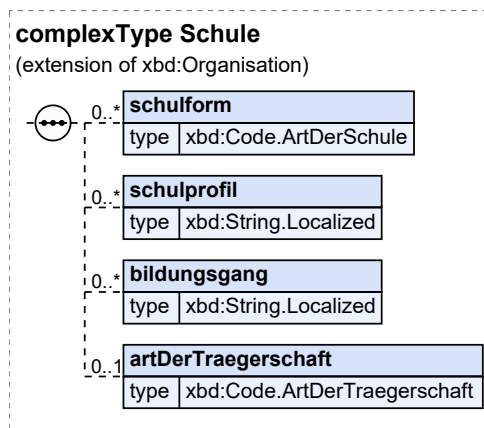 complexType Schule
(extension of xbd:Organisation)
0..* schulform
type xbd:Code.ArtDerSchule
0..* schulprofil
type xbd:String.Localized
0..* bildungsgang
type xbd:String.Localized
0..1 artDerTraegerschaft
type xbd:Code.ArtDerTraegerschaft